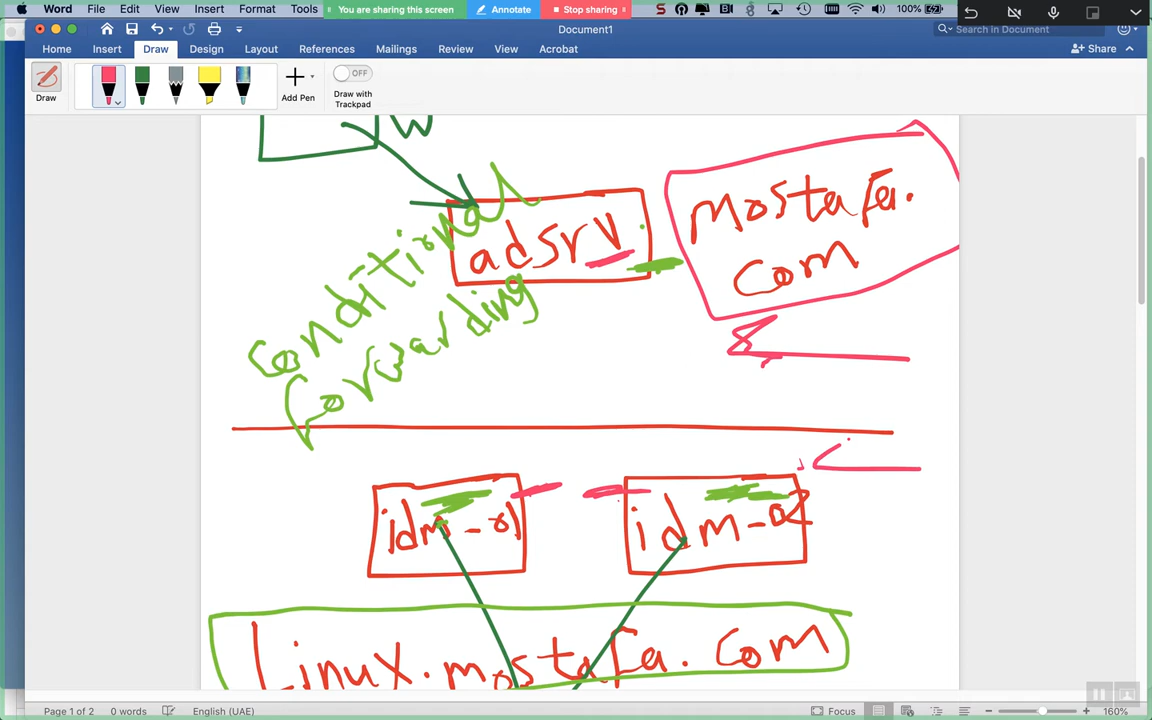 Word File Edit View Insert Format Tools
You are sharing this screen Annotate Stop sharing
100%
Document1
Search in Document
Home Insert Draw Design Layout References Mailings Review View Acrobat
Share
Draw
Add Pen
OFF
Draw with
Trackpad
adsrv
mostafa.
com
conditional
forwarding
idm-01
idm-02
Linux.mostafa.com
Page 1 of 2
0 words
English (UAE)
Focus
160%